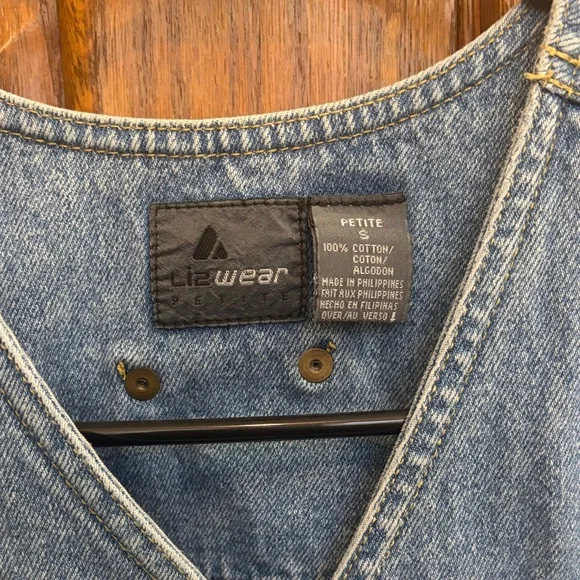 Lizwear
PETITE
PETITE
S
100% COTTON/
COTON/
ALGODON
MADE IN PHILIPPINES
FAIT AUX PHILIPPINES
HECHO EN FILIPINAS
OVER/AU VERSO